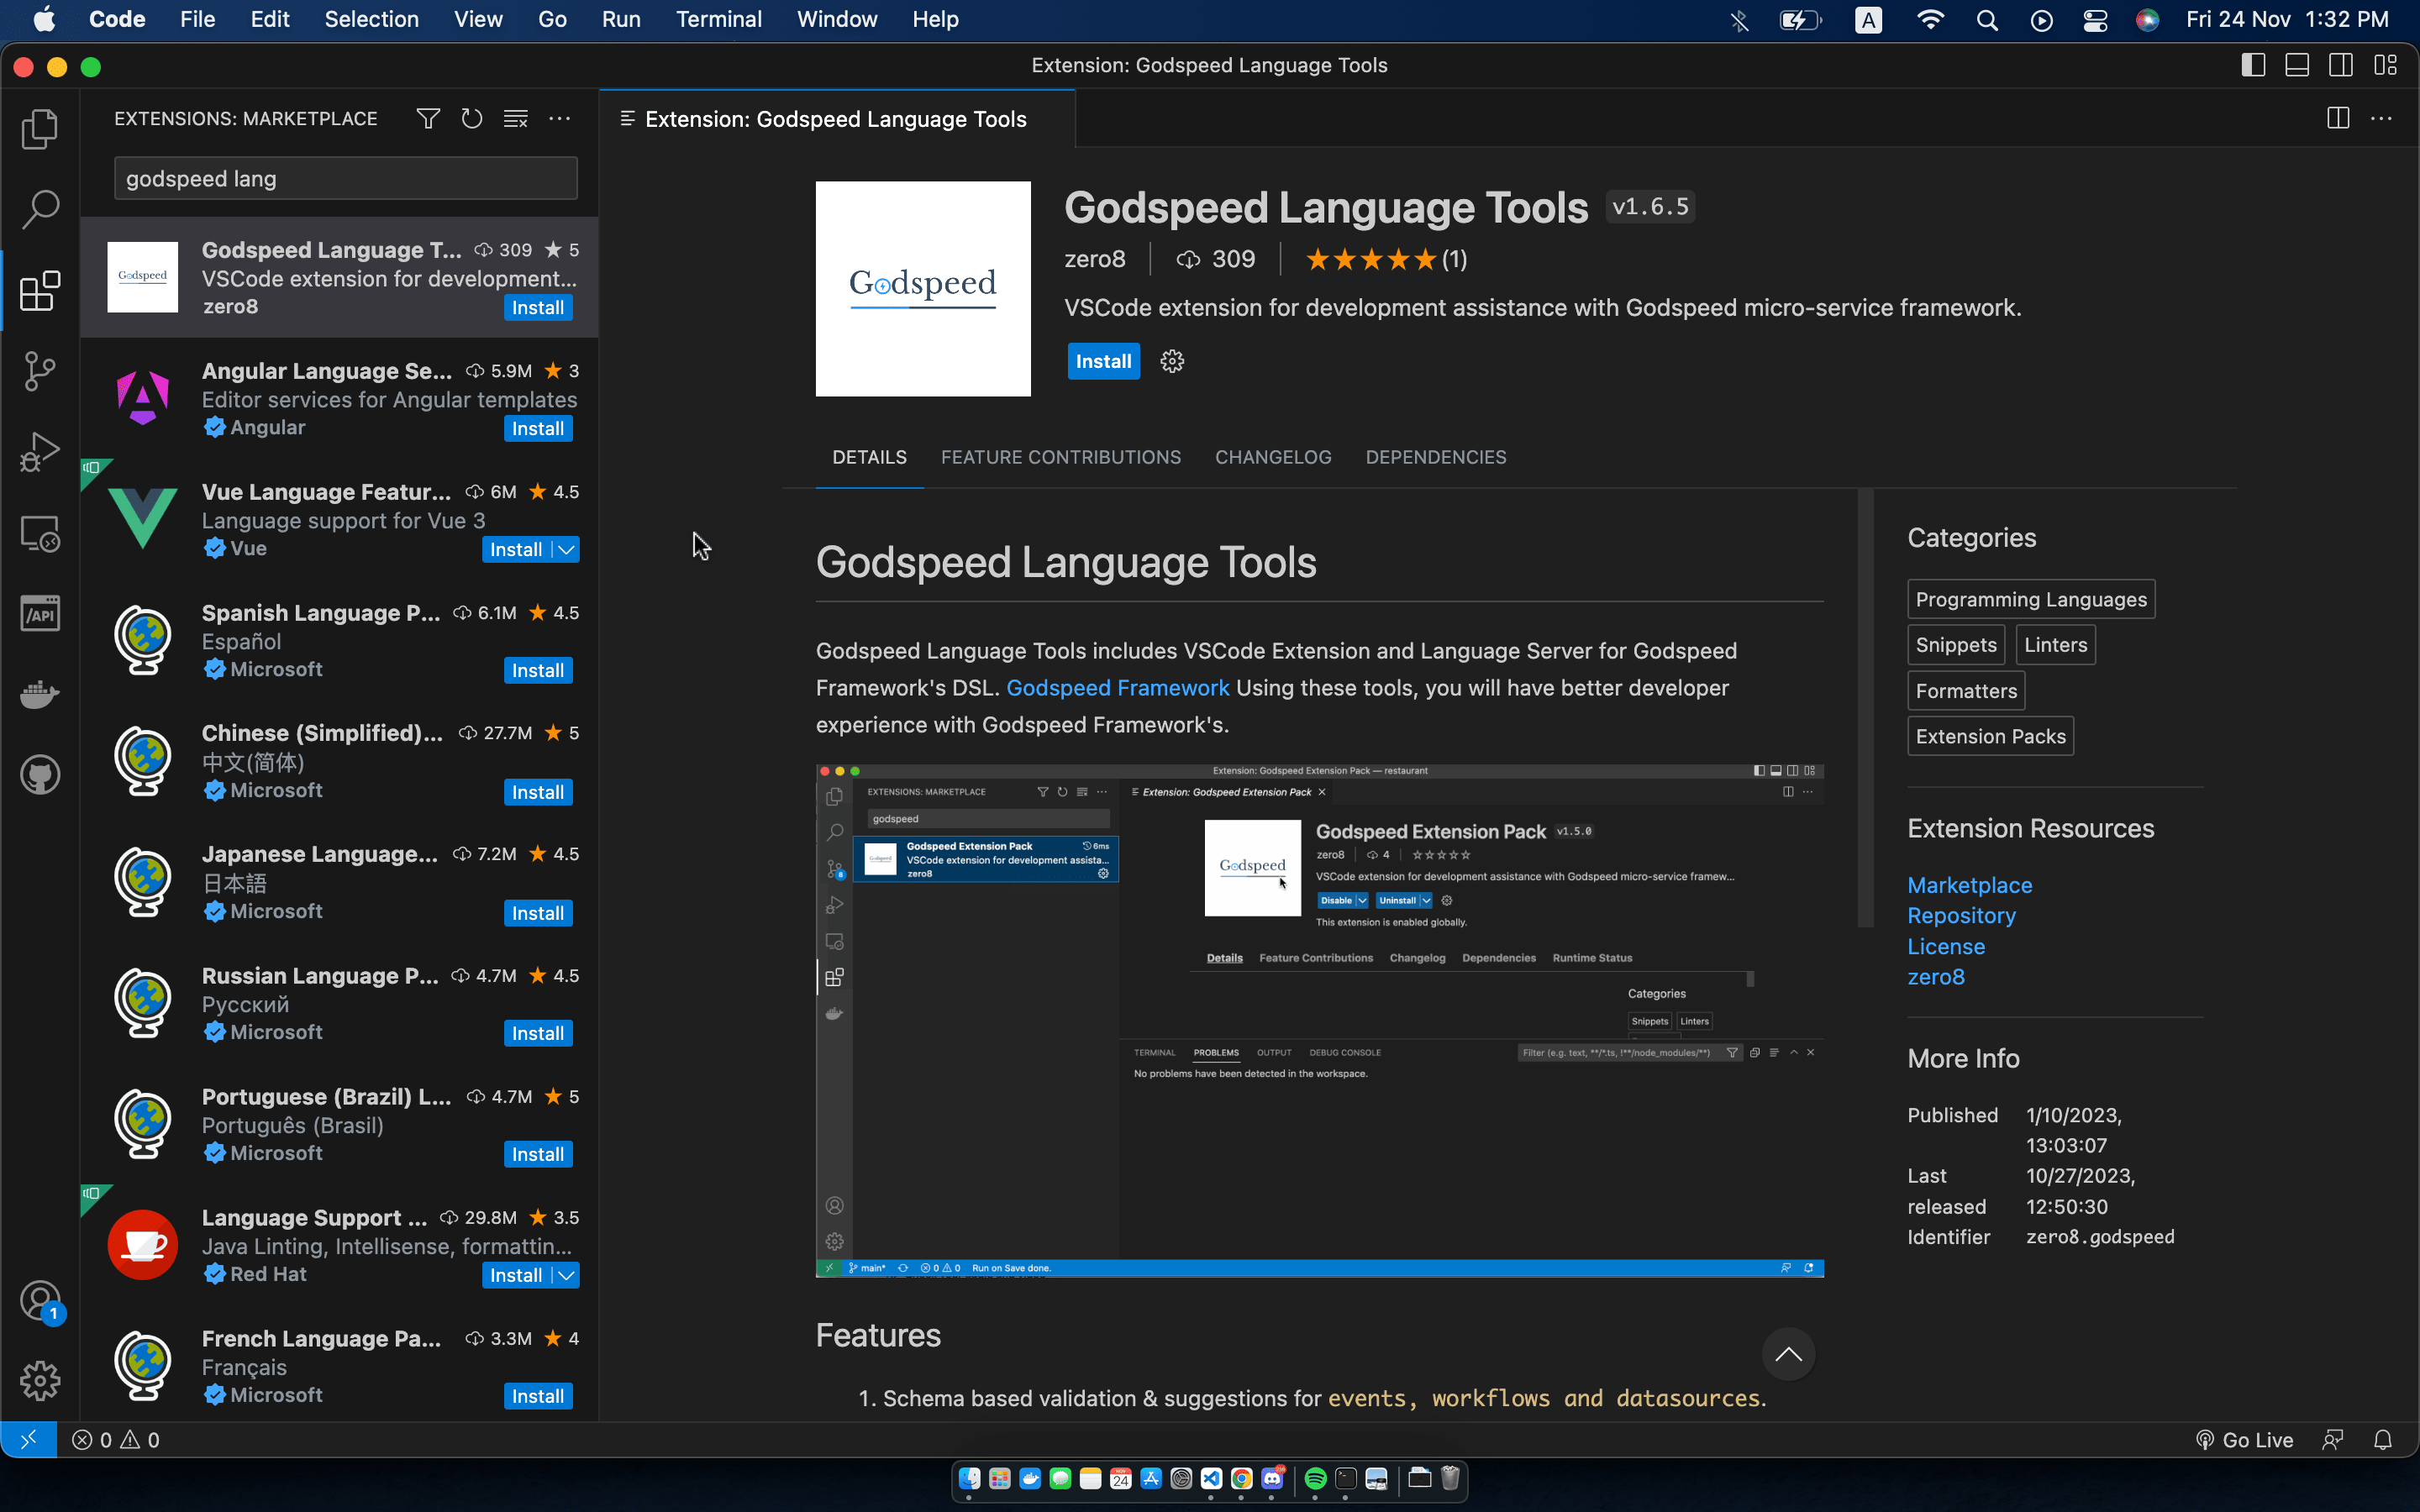 Code File Edit Selection View Go Run Terminal Window Help
A
Fri 24 Nov 1:32 PM
Extension: Godspeed Language Tools
EXTENSIONS: MARKETPLACE
godspeed lang
Godspeed
Godspeed Language T... 309 5
VSCode extension for development...
zero8
Install
Angular Language Se... 5.9M 3
Editor services for Angular templates
Angular
Install
Vue Language Featur... 6M 4.5
Language support for Vue 3
Vue
Install
Spanish Language P... 6.1M 4.5
Español
Microsoft
Install
Chinese (Simplified)... 27.7M 5
中文(简体)
Microsoft
Install
Japanese Language... 7.2M 4.5
日本語
Microsoft
Install
Russian Language P... 4.7M 4.5
Русский
Microsoft
Install
Portuguese (Brazil) L... 4.7M 5
Português (Brasil)
Microsoft
Install
Language Support ... 29.8M 3.5
Java Linting, Intellisense, formattin...
Red Hat
Install
French Language Pa... 3.3M 4
Français
Microsoft
Install
/API
1
Extension: Godspeed Language Tools
Godspeed
Godspeed Language Tools v1.6.5
zero8 309 (1)
VSCode extension for development assistance with Godspeed micro-service framework.
Install
DETAILS FEATURE CONTRIBUTIONS CHANGELOG DEPENDENCIES
Godspeed Language Tools
Godspeed Language Tools includes VSCode Extension and Language Server for Godspeed
Framework's DSL. Godspeed Framework Using these tools, you will have better developer
experience with Godspeed Framework's.
Extension: Godspeed Extension Pack — restaurant
EXTENSIONS: MARKETPLACE
godspeed
Godspeed Extension Pack 6ms
VSCode extension for development assista...
zero8
8
Extension: Godspeed Extension Pack
Godspeed
Godspeed Extension Pack v1.5.0
zero8 4
VSCode extension for development assistance with Godspeed micro-service framew...
Disable Uninstall
This extension is enabled globally.
Details Feature Contributions Changelog Dependencies Runtime Status
Categories
Snippets Linters
TERMINAL PROBLEMS OUTPUT DEBUG CONSOLE
Filter (e.g. text, **/*.ts, !**/node_modules/**)
No problems have been detected in the workspace.
main* 0 0 Run on Save done.
Features
1. Schema based validation & suggestions for events, workflows and datasources.
Categories
Programming Languages
Snippets Linters
Formatters
Extension Packs
Extension Resources
Marketplace
Repository
License
zero8
More Info
Published 1/10/2023,
13:03:07
Last 10/27/2023,
released 12:50:30
Identifier zero8.godspeed
0 0
Go Live
24